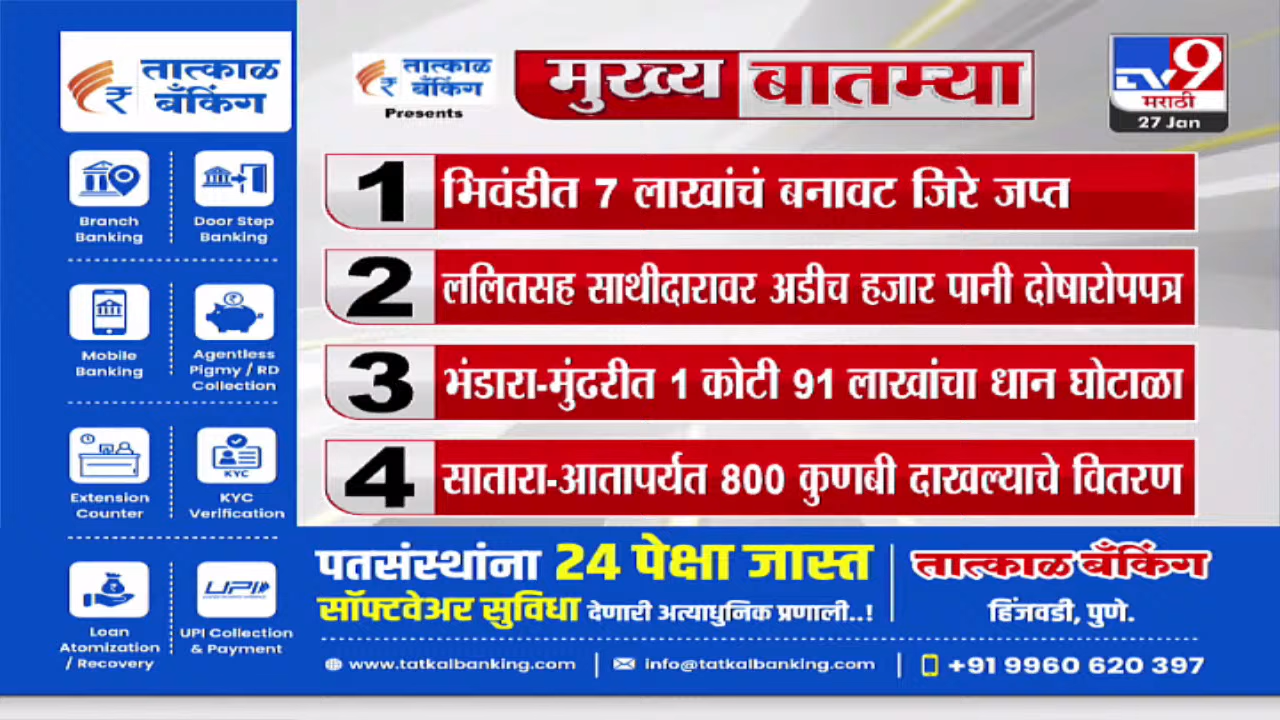 तात्काळ
बँकिंग
Branch
Banking
Door Step
Banking
Mobile
Banking
Agentless
Pigmy / RD
Collection
Extension
Counter
KYC
KYC
Verification
Loan
Atomization
/ Recovery
UPI
UPI Collection
& Payment
तात्काळ
बँकिंग
Presents
मुख्य बातम्या
TV9
मराठी
27 Jan
1 भिवंडीत 7 लाखांचं बनावट जिरे जप्त
2 ललितसह साथीदारावर अडीच हजार पानी दोषारोपपत्र
3 भंडारा-मुंढरीत 1 कोटी 91 लाखांचा धान घोटाळा
4 सातारा-आतापर्यंत 800 कुणबी दाखल्याचे वितरण
पतसंस्थांना 24 पेक्षा जास्त
सॉफ्टवेअर सुविधा देणारी अत्याधुनिक प्रणाली..!
तात्काळ बँकिंग
हिंजवडी, पुणे.
www.tatkalbanking.com | info@tatkalbanking.com | +91 9960 620 397